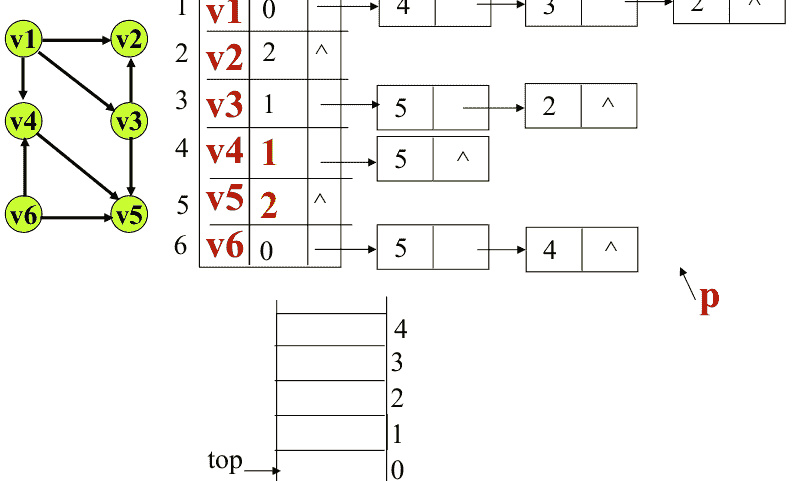 v1 v2
v4 v3
v6 v5
1 v1 0 4 3 2 ^
2 v2 2 ^
3 v3 1 5 2 ^
4 v4 1 5 ^
5 v5 2 ^
6 v6 0 5 4 ^
p
4
3
2
1
top 0